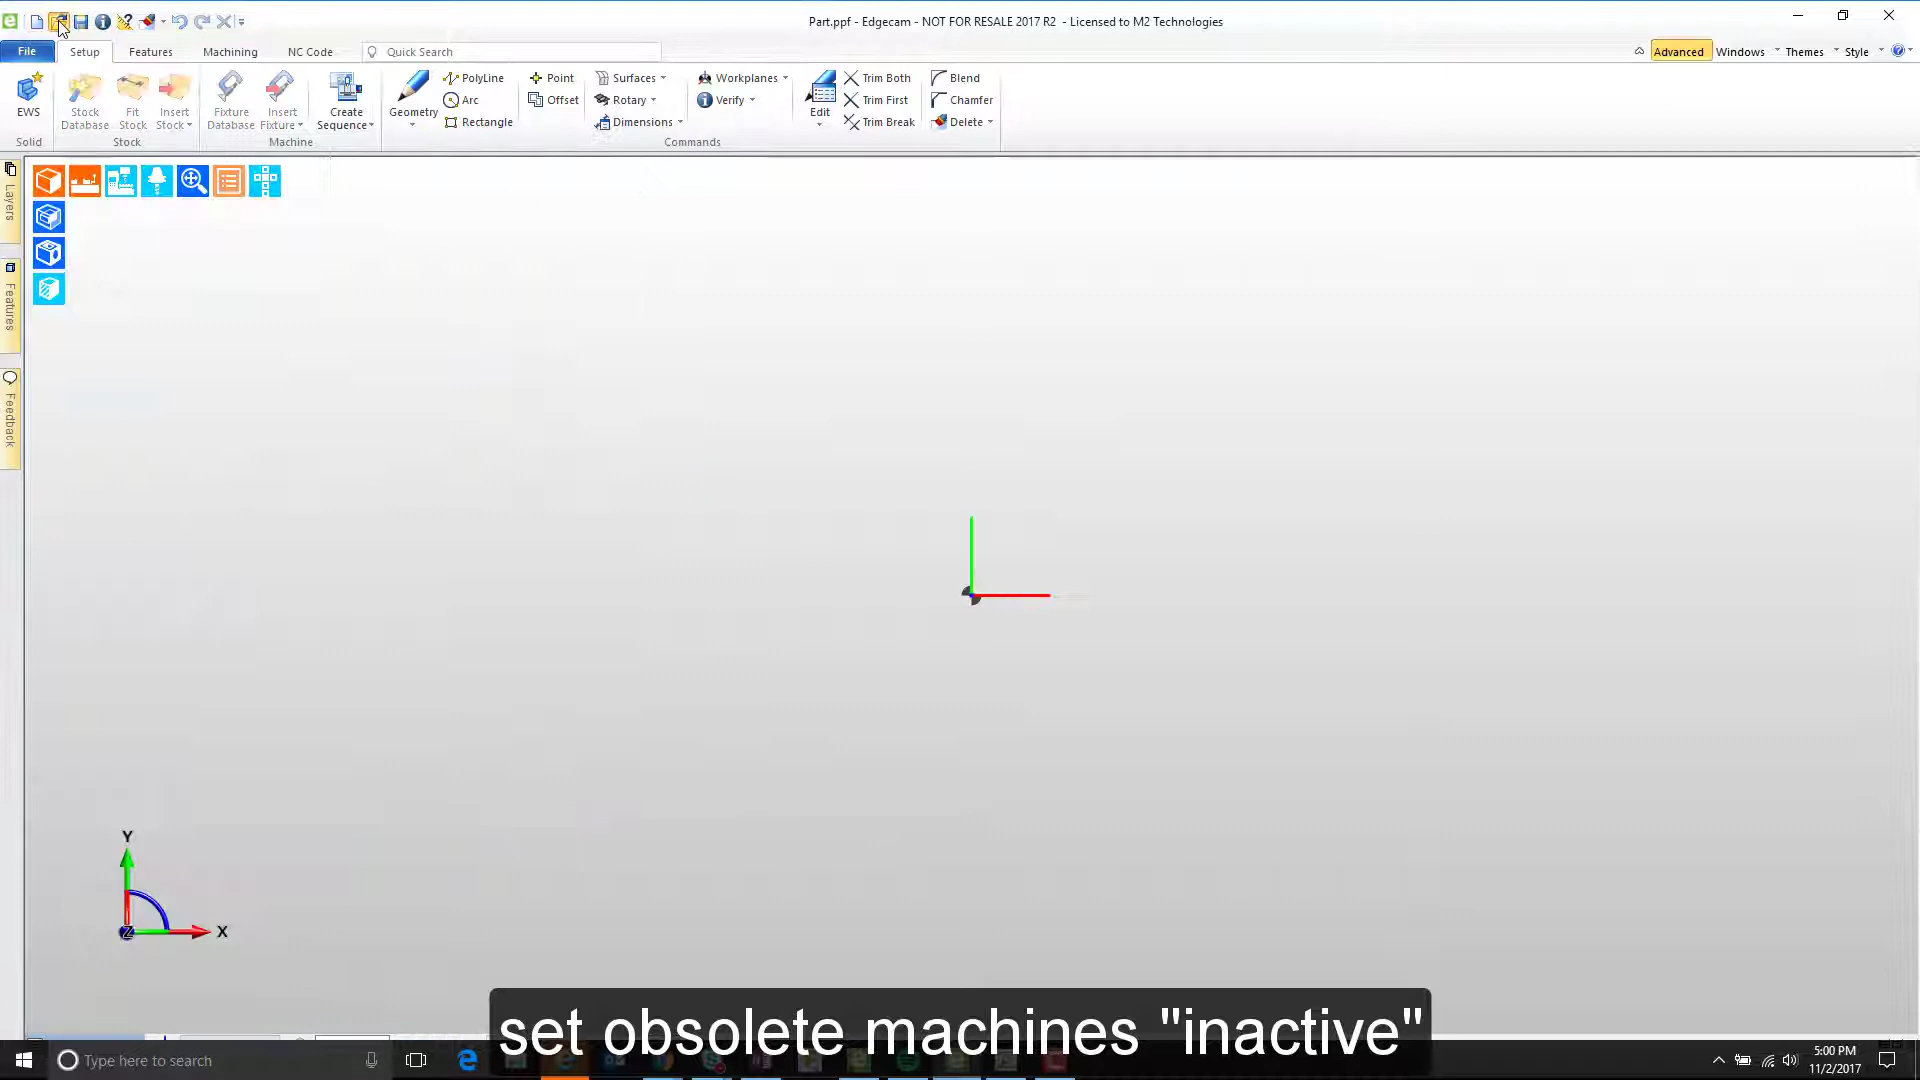 Part.ppf - Edgecam - NOT FOR RESALE 2017 R2 - Licensed to M2 Technologies
File Setup Features Machining NC Code Quick Search Advanced Windows Themes Style
EWS
Stock Database
Fit Stock
Insert Stock
Fixture Database
Insert Fixture
Create Sequence
Geometry
PolyLine
Arc
Rectangle
Point
Offset
Surfaces
Rotary
Dimensions
Workplanes
Verify
Edit
Trim Both
Trim First
Trim Break
Blend
Chamfer
Delete
Solid Stock Machine Commands
Layers
Features
Feedback
Y
X
Z
set obsolete machines "inactive"
Type here to search
5:00 PM
11/2/2017